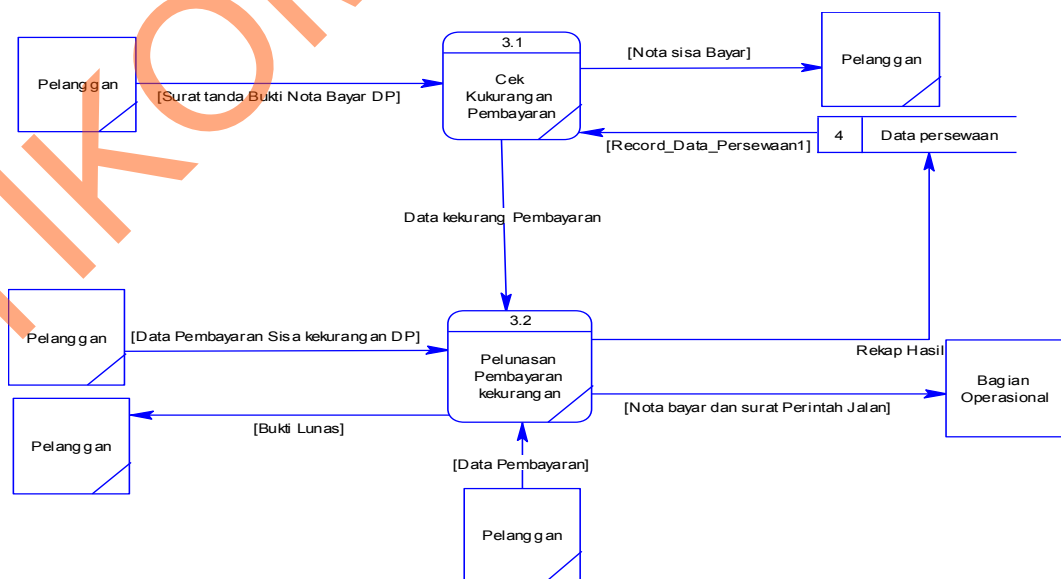 3.1
Pelanggan
[Surat tanda Bukti Nota Bayar DP]
Cek
Kukurangan
Pembayaran
[Nota sisa Bayar]
Pelanggan
[Record_Data_Persewaan1]
4
Data persewaan
Data kekurang Pembayaran
Pelanggan
[Data Pembayaran Sisa kekurangan DP]
3.2
Pelunasan
Pembayaran
kekurangan
Rekap Hasil
[Nota bayar dan surat Perintah Jalan]
Bagian
Operasional
Pelanggan
[Bukti Lunas]
[Data Pembayaran]
Pelanggan